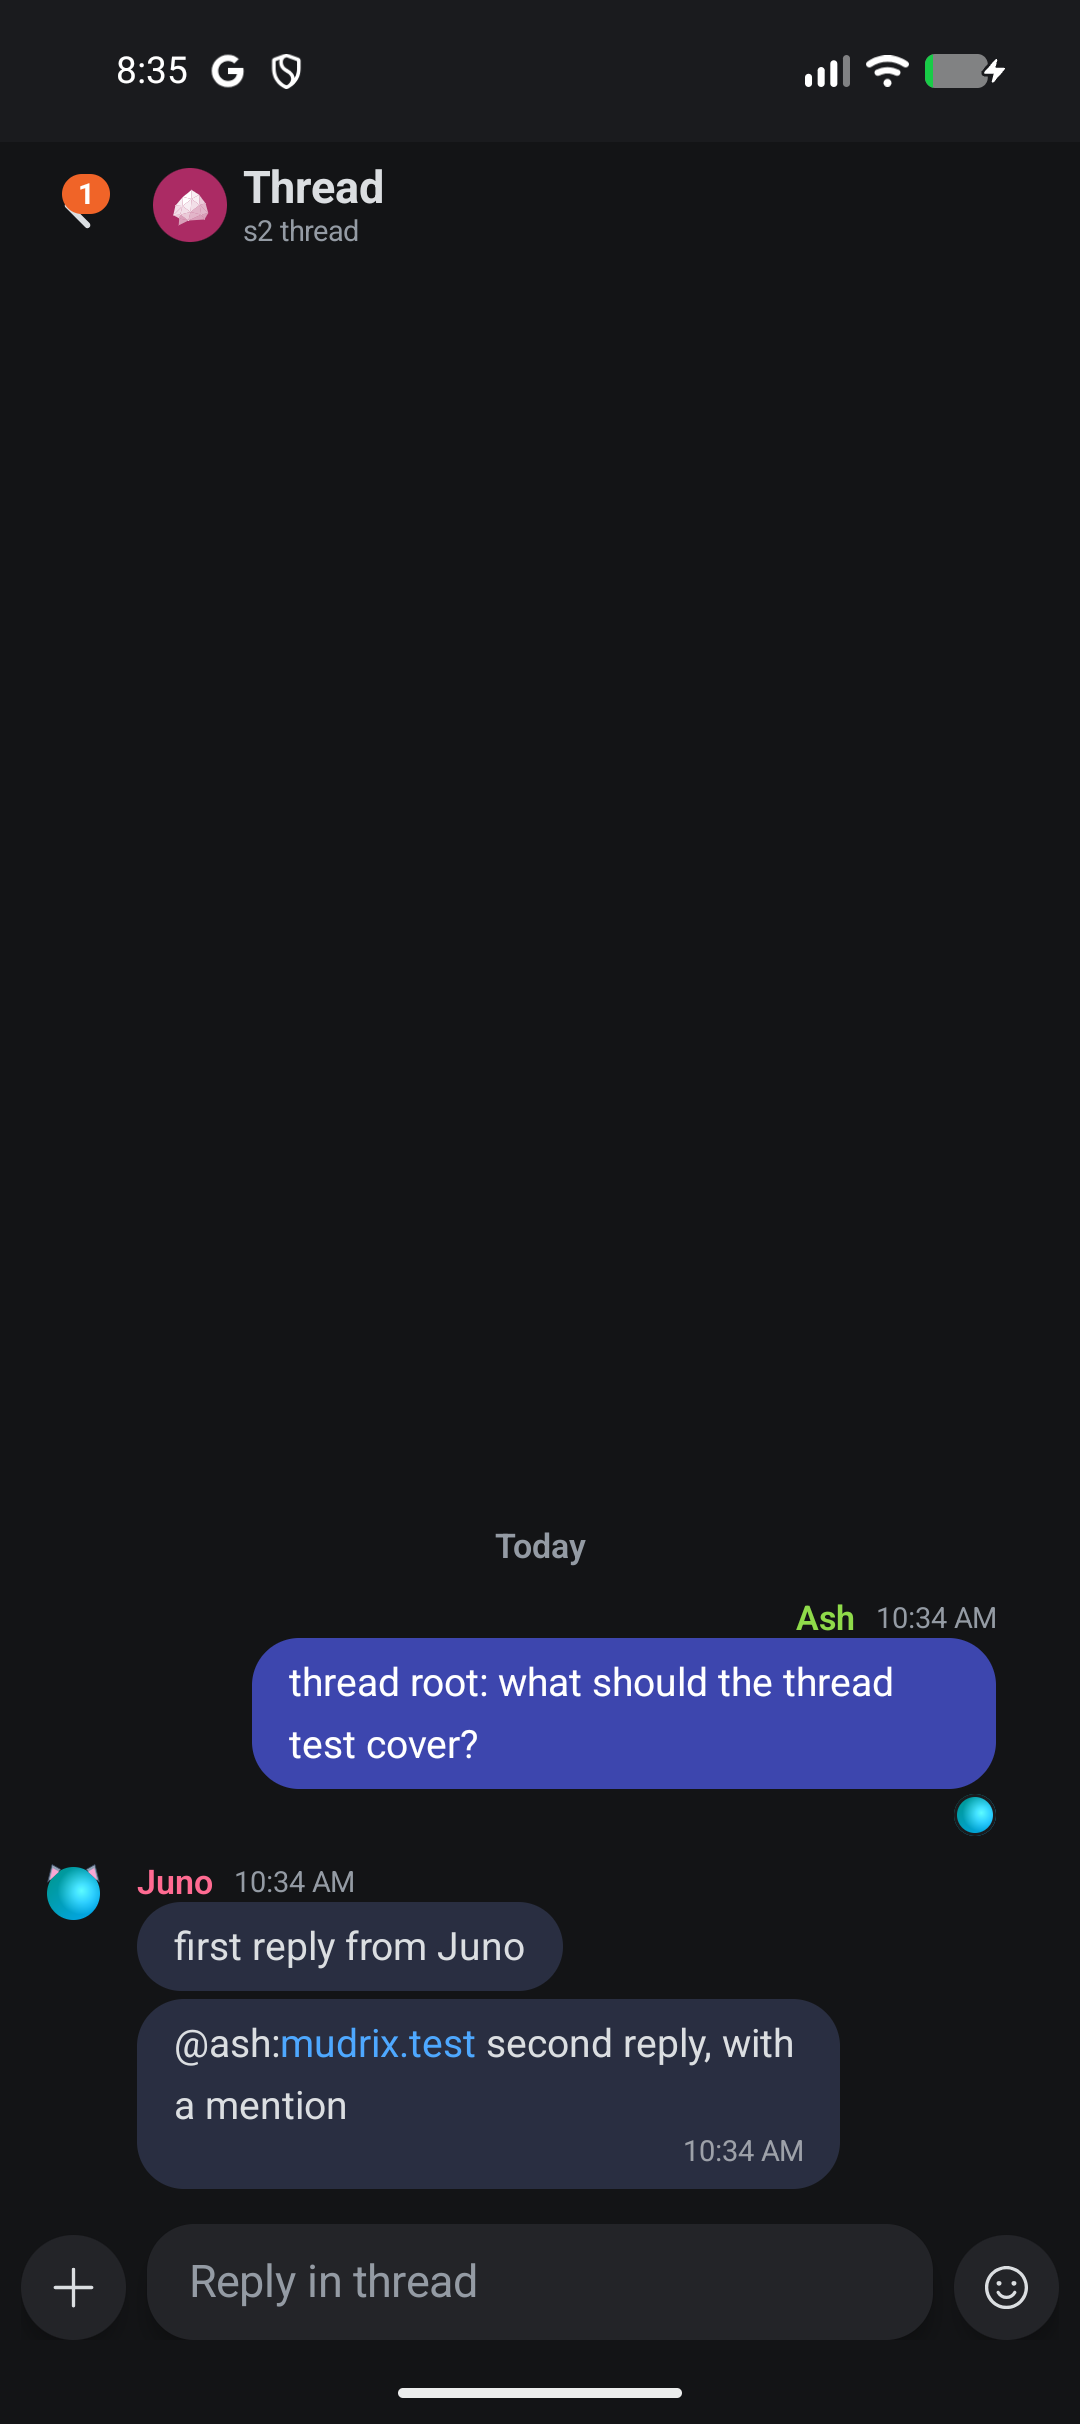 8:35
1
Thread
s2 thread
Today
Ash 10:34 AM
thread root: what should the thread
test cover?
Juno 10:34 AM
first reply from Juno
@ash:mudrix.test second reply, with
a mention
10:34 AM
Reply in thread